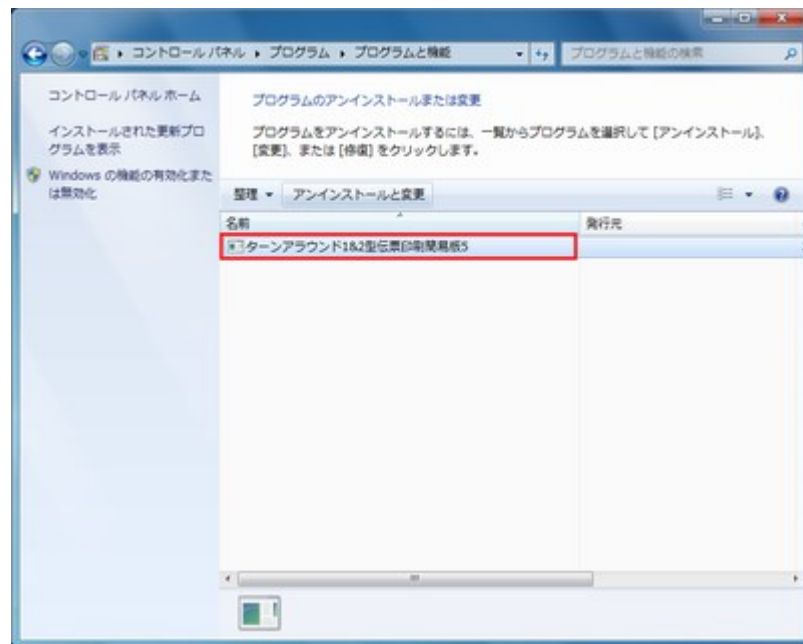 コントロール パネル ▸ プログラム ▸ プログラムと機能
プログラムと機能の検索
コントロール パネル ホーム
インストールされた更新プロ
グラムを表示
Windows の機能の有効化また
は無効化
プログラムのアンインストールまたは変更
プログラムをアンインストールするには、一覧からプログラムを選択して [アンインストール]、
[変更]、または [修復] をクリックします。
整理 ▼ アンインストールと変更
名前 発行元
ターンアラウンド1&2型伝票印刷簡易板5